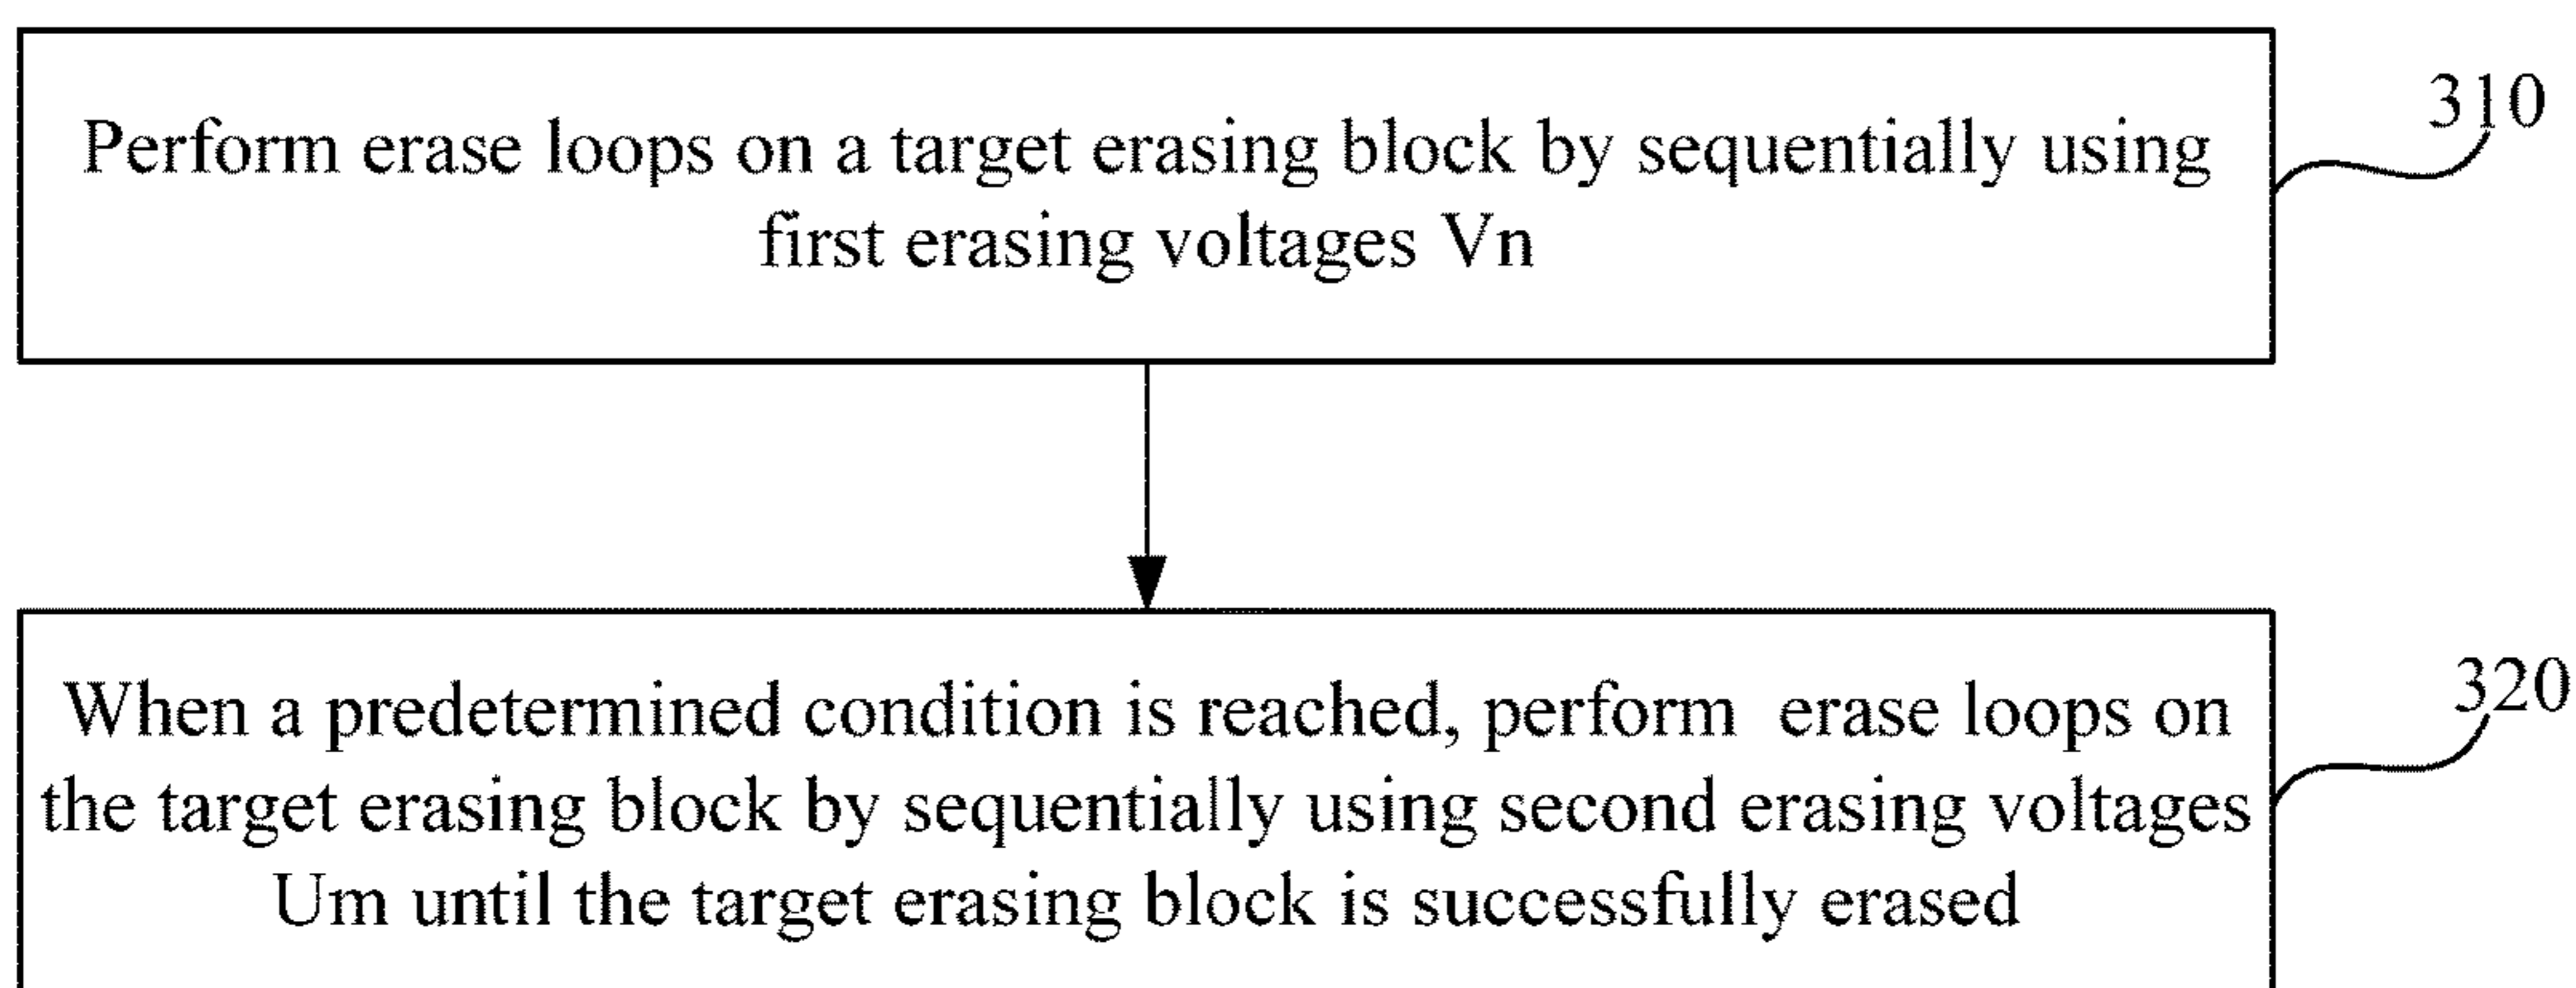 Perform erase loops on a target erasing block by sequentially using
first erasing voltages Vn
310
When a predetermined condition is reached, perform erase loops on
the target erasing block by sequentially using second erasing voltages
Um until the target erasing block is successfully erased
320